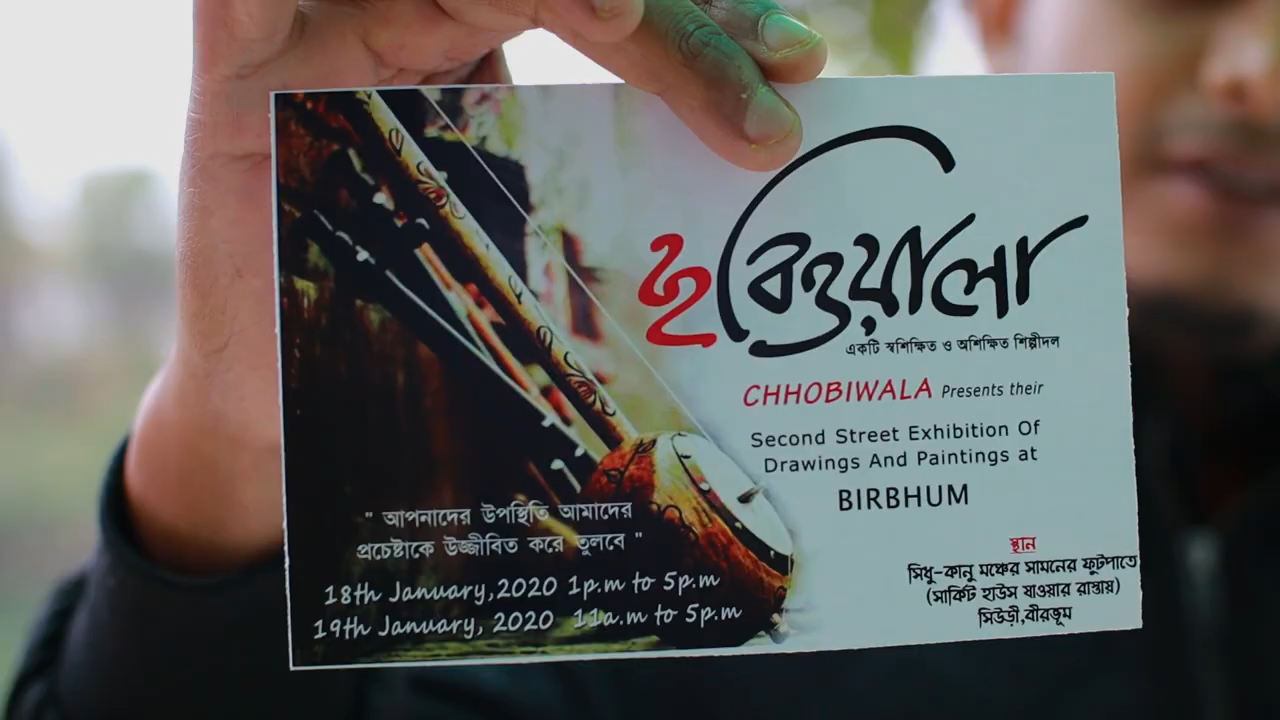 ছবিওয়ালা
একটি স্বশিক্ষিত ও অশিক্ষিত শিল্পীদল
CHHOBIWALA Presents their
Second Street Exhibition Of
Drawings And Paintings at
BIRBHUM
" আপনাদের উপস্থিতি আমাদের
প্রচেষ্টাকে উজ্জীবিত করে তুলবে "
18th January,2020 1p.m to 5p.m
19th January, 2020 11a.m to 5p.m
স্থান
সিধু-কানু মঞ্চের সামনের ফুটপাতে
(সার্কিট হাউস যাওয়ার রাস্তায়)
সিউড়ী,বীরভূম